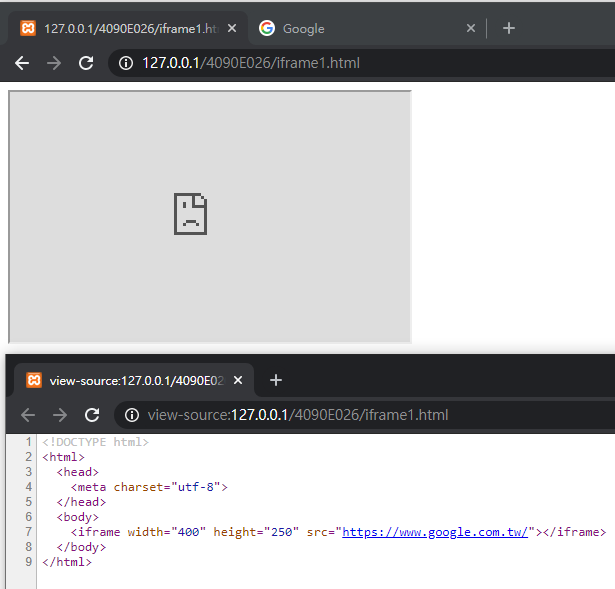 127.0.0.1/4090E026/iframe1.ht
Google
127.0.0.1/4090E026/iframe1.html
view-source:127.0.0.1/4090E02
view-source:127.0.0.1/4090E026/iframe1.html
1 <!DOCTYPE html>
2 <html>
3   <head>
4     <meta charset="utf-8">
5   </head>
6   <body>
7     <iframe width="400" height="250" src="https://www.google.com.tw/"></iframe>
8   </body>
9 </html>